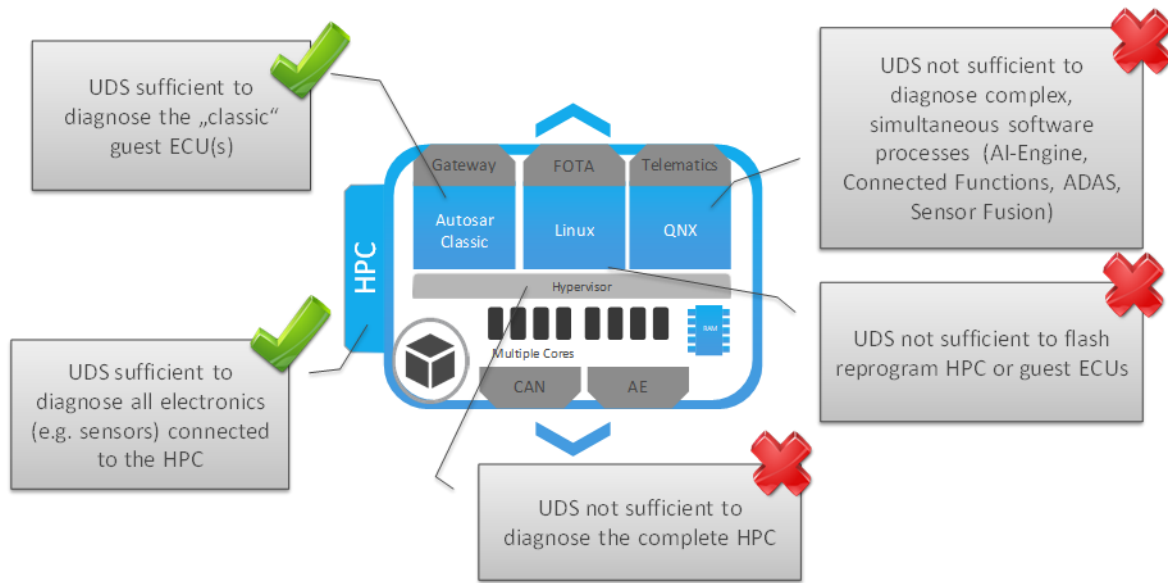 UDS sufficient to
diagnose the „classic“
guest ECU(s)
UDS not sufficient to
diagnose complex,
simultaneous software
processes (AI-Engine,
Connected Functions, ADAS,
Sensor Fusion)
Gateway
FOTA
Telematics
Autosar
Classic
Linux
QNX
HPC
Hypervisor
RAM
Multiple Cores
CAN
AE
UDS sufficient to
diagnose all electronics
(e.g. sensors) connected
to the HPC
UDS not sufficient to flash
reprogram HPC or guest ECUs
UDS not sufficient to
diagnose the complete HPC